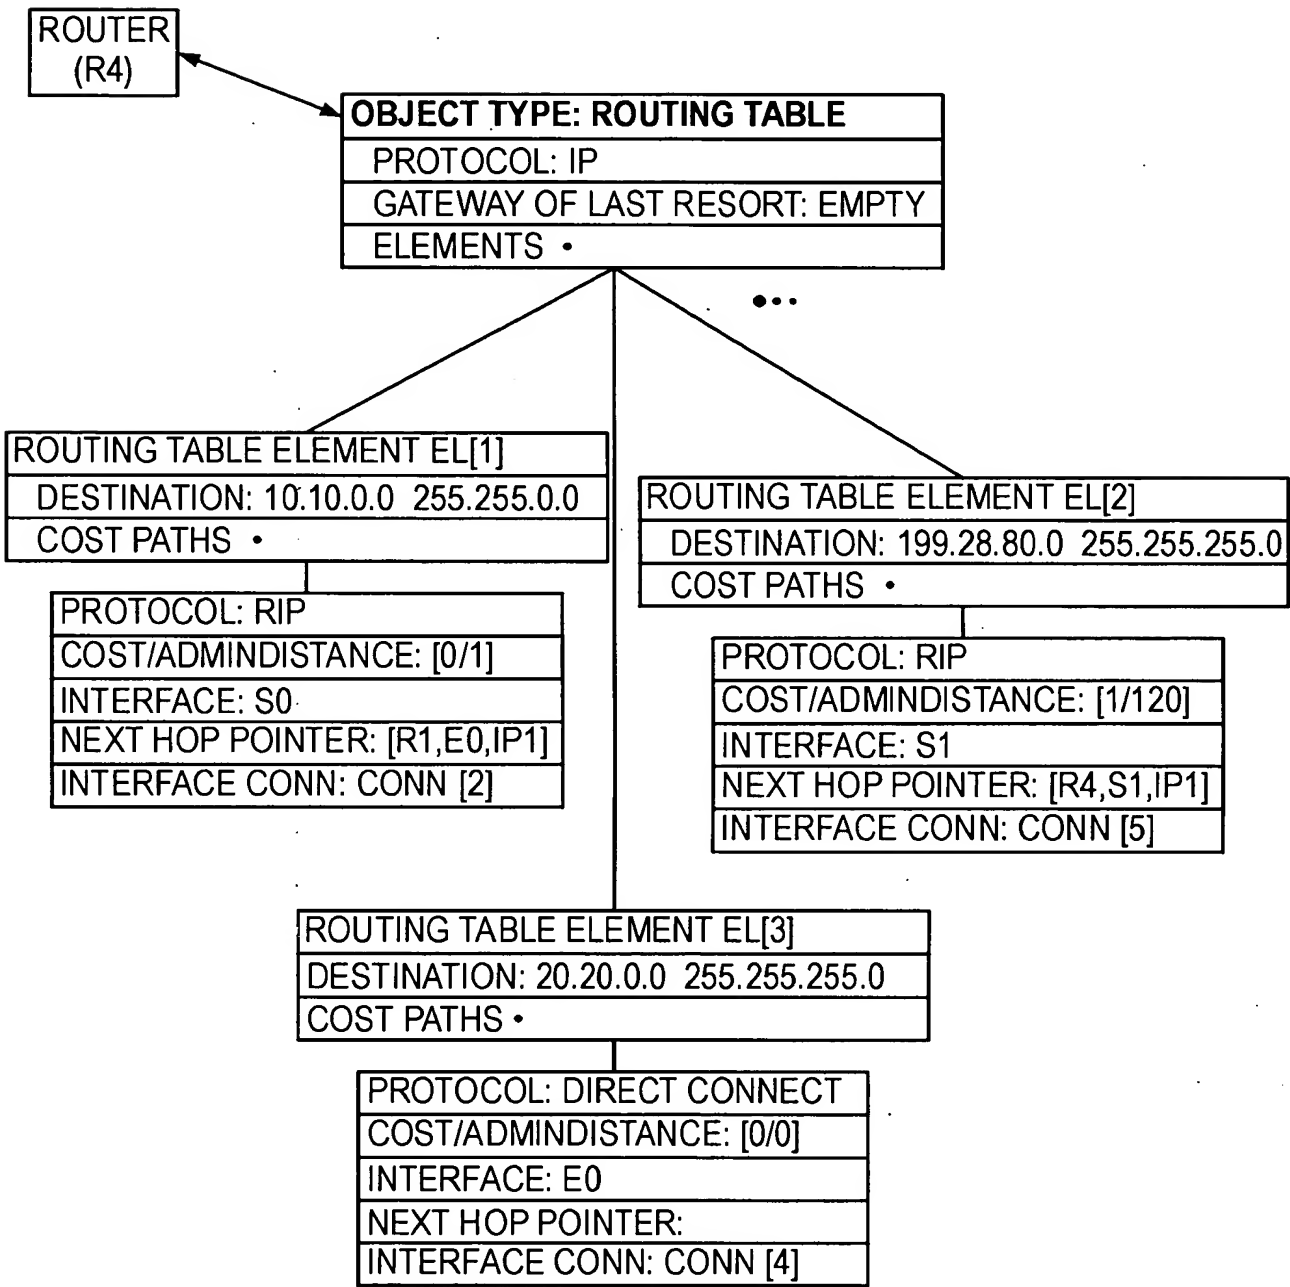 ROUTER
(R4)
OBJECT TYPE: ROUTING TABLE
PROTOCOL: IP
GATEWAY OF LAST RESORT: EMPTY
ELEMENTS •
ROUTING TABLE ELEMENT EL[1]
DESTINATION: 10.10.0.0 255.255.0.0
COST PATHS •
PROTOCOL: RIP
COST/ADMINDISTANCE: [0/1]
INTERFACE: S0
NEXT HOP POINTER: [R1,E0,IP1]
INTERFACE CONN: CONN [2]
ROUTING TABLE ELEMENT EL[2]
DESTINATION: 199.28.80.0 255.255.255.0
COST PATHS •
PROTOCOL: RIP
COST/ADMINDISTANCE: [1/120]
INTERFACE: S1
NEXT HOP POINTER: [R4,S1,IP1]
INTERFACE CONN: CONN [5]
ROUTING TABLE ELEMENT EL[3]
DESTINATION: 20.20.0.0 255.255.255.0
COST PATHS •
PROTOCOL: DIRECT CONNECT
COST/ADMINDISTANCE: [0/0]
INTERFACE: E0
NEXT HOP POINTER:
INTERFACE CONN: CONN [4]